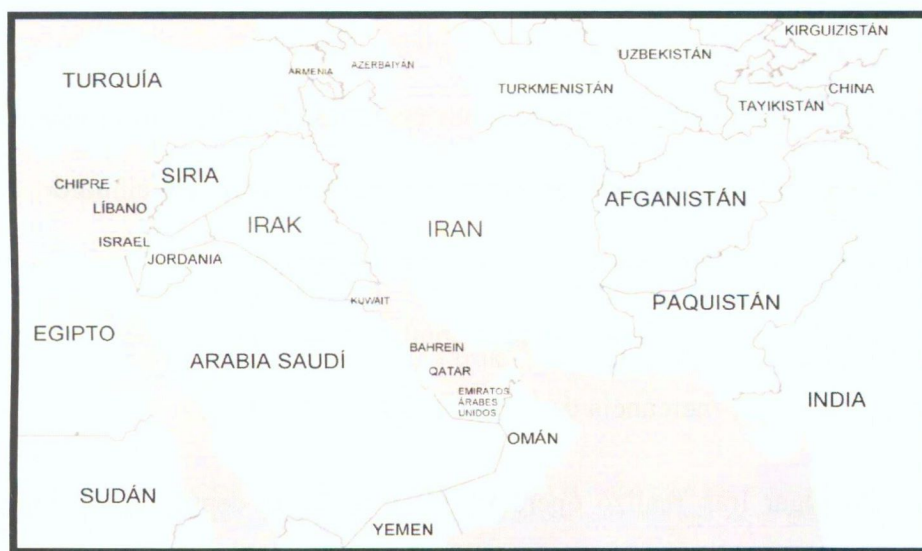 KIRGUIZISTÁN
UZBEKISTÁN
ARMENIA
AZERBAIYÁN
TURQUÍA
TURKMENISTÁN
CHINA
TAYIKISTÁN
SIRIA
CHIPRE
AFGANISTÁN
LÍBANO
IRAK
IRAN
ISRAEL
JORDANIA
KUWAIT
PAQUISTÁN
EGIPTO
BAHREIN
ARABIA SAUDÍ
QATAR
EMIRATOS
ÁRABES
UNIDOS
INDIA
OMÁN
SUDÁN
YEMEN